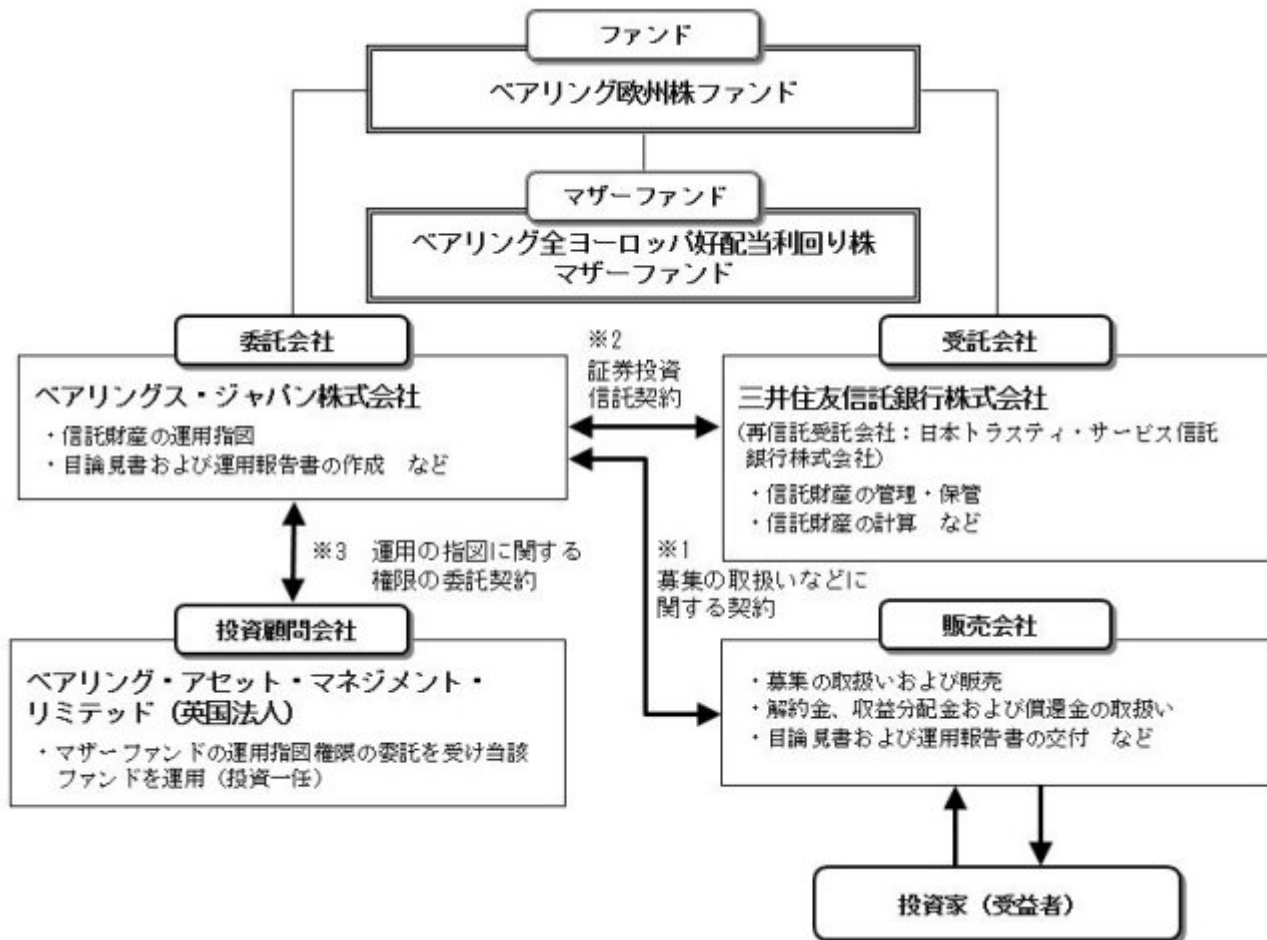 ファンド
ベアリング欧州株ファンド
マザーファンド
ベアリング全ヨーロッパ好配当利回り株
マザーファンド
委託会社
ベアリングス・ジャパン株式会社
・信託財産の運用指図
・目論見書および運用報告書の作成 など
※2
証券投資
信託契約
受託会社
三井住友信託銀行株式会社
(再信託受託会社：日本トラスティ・サービス信託
銀行株式会社)
・信託財産の管理・保管
・信託財産の計算 など
※3 運用の指図に関する
権限の委託契約
※1
募集の取扱いなどに
関する契約
投資顧問会社
ベアリング・アセット・マネジメント・
リミテッド（英国法人）
・マザーファンドの運用指図権限の委託を受け当該
ファンドを運用（投資一任）
販売会社
・募集の取扱いおよび販売
・解約金、収益分配金および償還金の取扱い
・目論見書および運用報告書の交付 など
投資家（受益者）